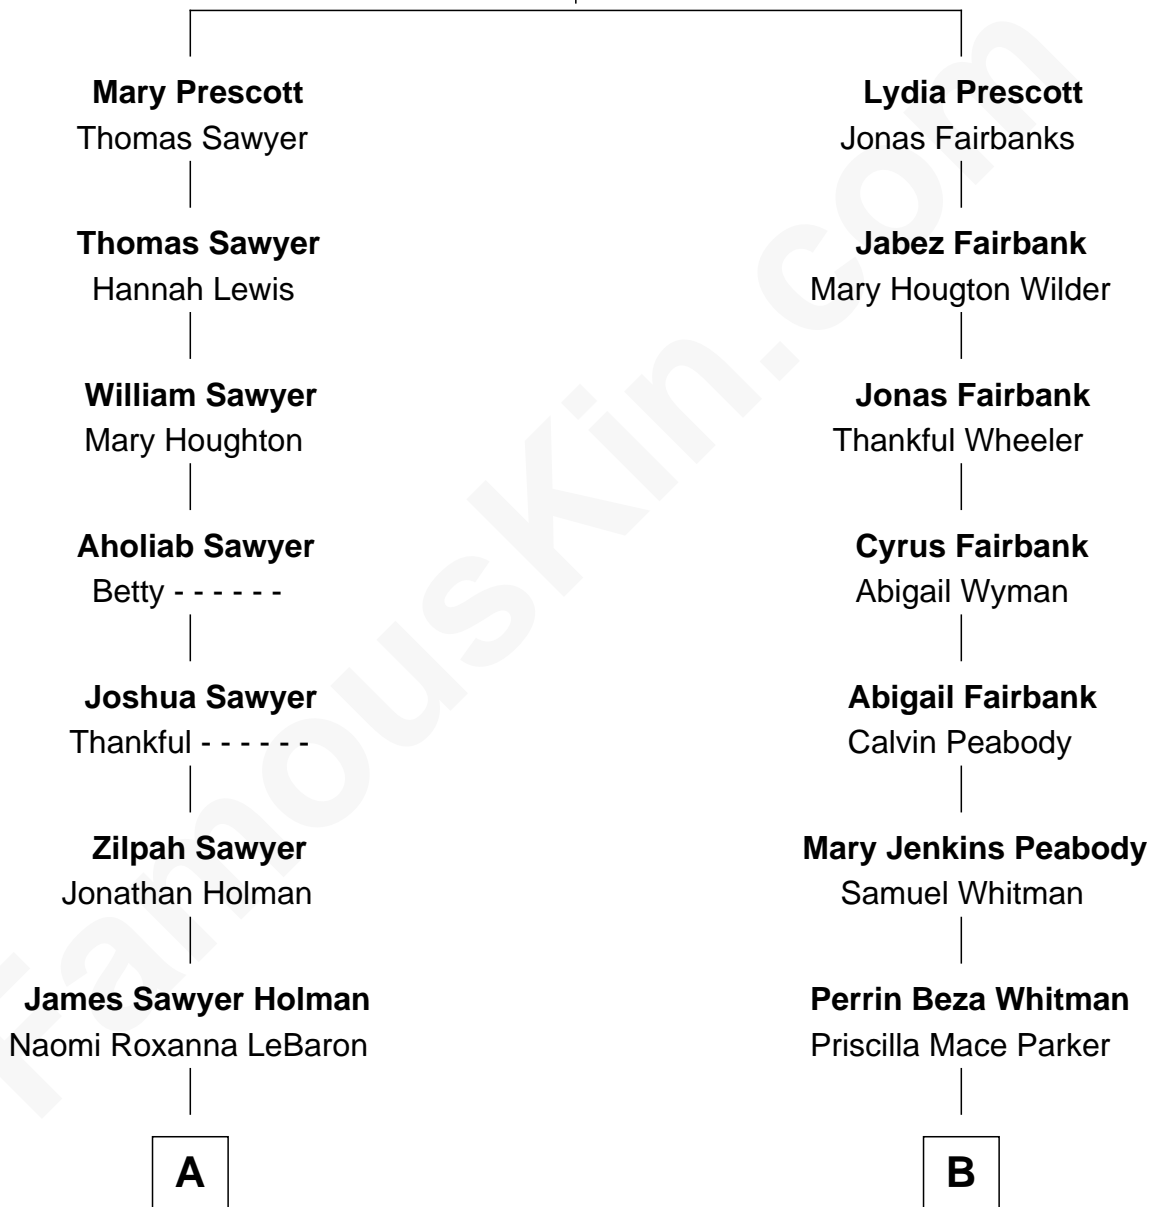 Mary Prescott
Thomas Sawyer
Thomas Sawyer
Hannah Lewis
William Sawyer
Mary Houghton
Aholiab Sawyer
Betty - - - - - -
Joshua Sawyer
Thankful - - - - - -
Zilpah Sawyer
Jonathan Holman
James Sawyer Holman
Naomi Roxanna LeBaron
A
Lydia Prescott
Jonas Fairbanks
Jabez Fairbank
Mary Hougton Wilder
Jonas Fairbank
Thankful Wheeler
Cyrus Fairbank
Abigail Wyman
Abigail Fairbank
Calvin Peabody
Mary Jenkins Peabody
Samuel Whitman
Perrin Beza Whitman
Priscilla Mace Parker
B
FamousKin.com